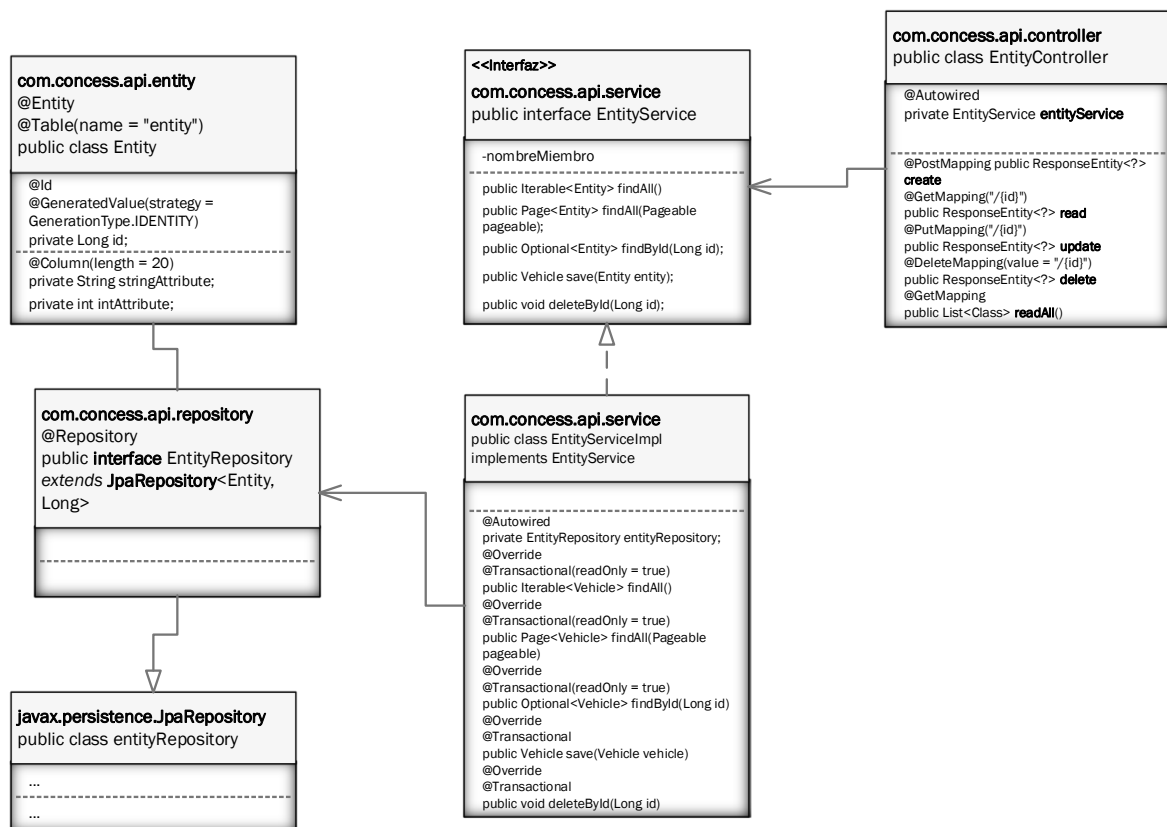 com.concess.api.entity
@Entity
@Table(name = "entity")
public class Entity
@Id
@GeneratedValue(strategy =
GenerationType.IDENTITY)
private Long id;
@Column(length = 20)
private String stringAttribute;
private int intAttribute;
com.concess.api.repository
@Repository
public interface EntityRepository
extends JpaRepository<Entity,
Long>
javax.persistence.JpaRepository
public class entityRepository
...
...
<<Interfaz>>
com.concess.api.service
public interface EntityService
-nombreMiembro
public Iterable<Entity> findAll()
public Page<Entity> findAll(Pageable
pageable);
public Optional<Entity> findById(Long id);
public Vehicle save(Entity entity);
public void deleteById(Long id);
com.concess.api.service
public class EntityServiceImpl
implements EntityService
@Autowired
private EntityRepository entityRepository;
@Override
@Transactional(readOnly = true)
public Iterable<Vehicle> findAll()
@Override
@Transactional(readOnly = true)
public Page<Vehicle> findAll(Pageable
pageable)
@Override
@Transactional(readOnly = true)
public Optional<Vehicle> findById(Long id)
@Override
@Transactional
public Vehicle save(Vehicle vehicle)
@Override
@Transactional
public void deleteById(Long id)
com.concess.api.controller
public class EntityController
@Autowired
private EntityService entityService
@PostMapping public ResponseEntity<?>
create
@GetMapping("/{id}")
public ResponseEntity<?> read
@PutMapping("/{id}")
public ResponseEntity<?> update
@DeleteMapping(value = "/{id}")
public ResponseEntity<?> delete
@GetMapping
public List<Class> readAll()